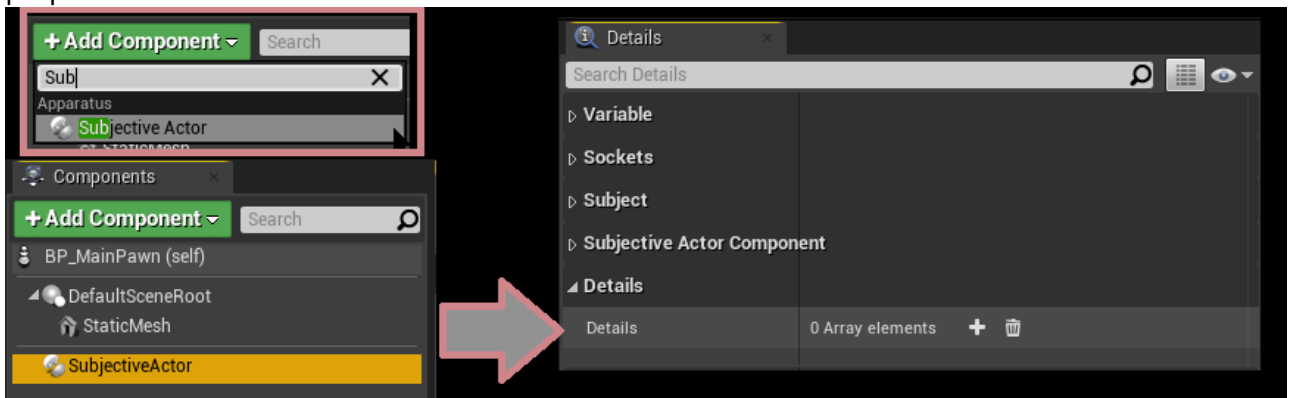 + Add Component
Search
Sub
Apparatus
Subjective Actor
StaticMesh
Components
+ Add Component
Search
BP_MainPawn (self)
DefaultSceneRoot
StaticMesh
SubjectiveActor
Details
Search Details
Variable
Sockets
Subject
Subjective Actor Component
Details
Details 0 Array elements